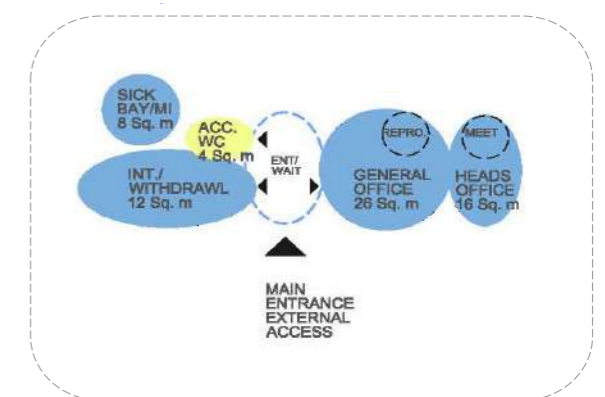 SICK
BAY/MI
8 Sq. m
ACC.
WC
4 Sq. m
INT./
WITHDRAWL
12 Sq. m
ENT/
WAIT
REPRO.
GENERAL
OFFICE
26 Sq. m
MEET
HEADS
OFFICE
16 Sq. m
MAIN
ENTRANCE
EXTERNAL
ACCESS